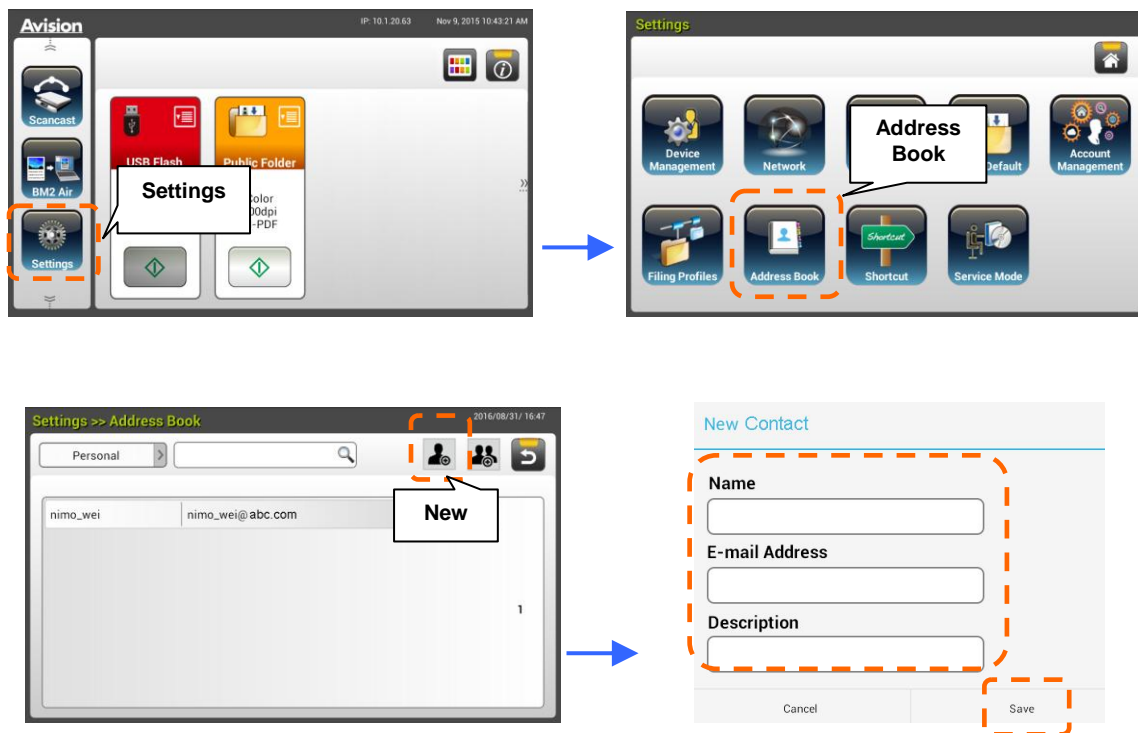 Avision
IP: 10.1.20.63 Nov 9, 2015 10:43:21 AM
Scancast
BM2 Air
Settings
USB Flash
Public Folder
Settings
Color
00dpi
-PDF
Settings
Address
Book
Device
Management
Network
Default
Account
Management
Filing Profiles
Address Book
Shortcut
Shortcut
Service Mode
Settings >> Address Book
2016/08/31/ 16:47
Personal
New
nimo_wei
nimo_wei@abc.com
1
New Contact
Name
E-mail Address
Description
Cancel
Save